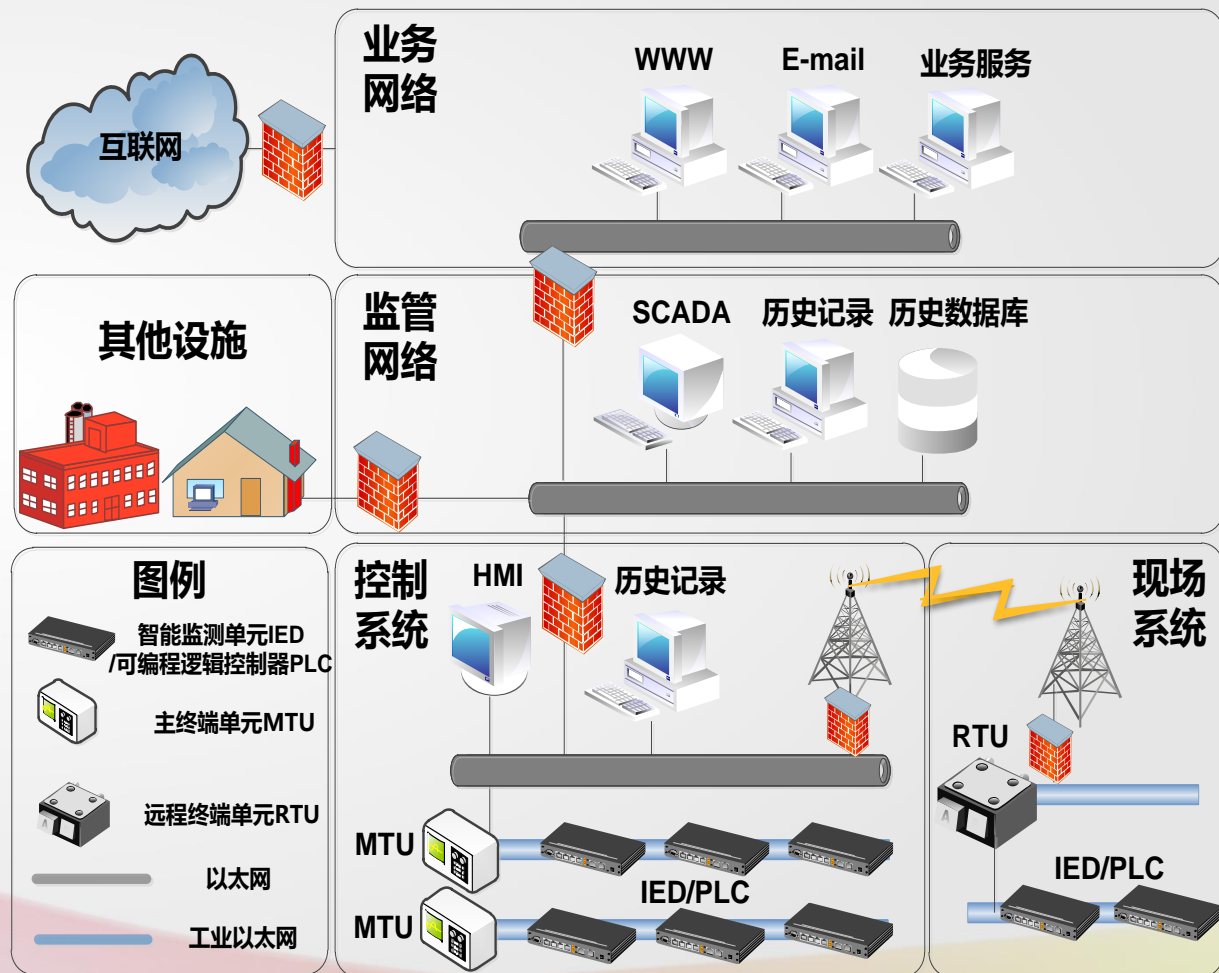 业务
网络
WWW
E-mail
业务服务
互联网
其他设施
监管
网络
SCADA
历史记录
历史数据库
图例
智能监测单元IED
/可编程逻辑控制器PLC
主终端单元MTU
远程终端单元RTU
以太网
工业以太网
控制
系统
HMI
历史记录
MTU
IED/PLC
MTU
现场
系统
RTU
A
IED/PLC